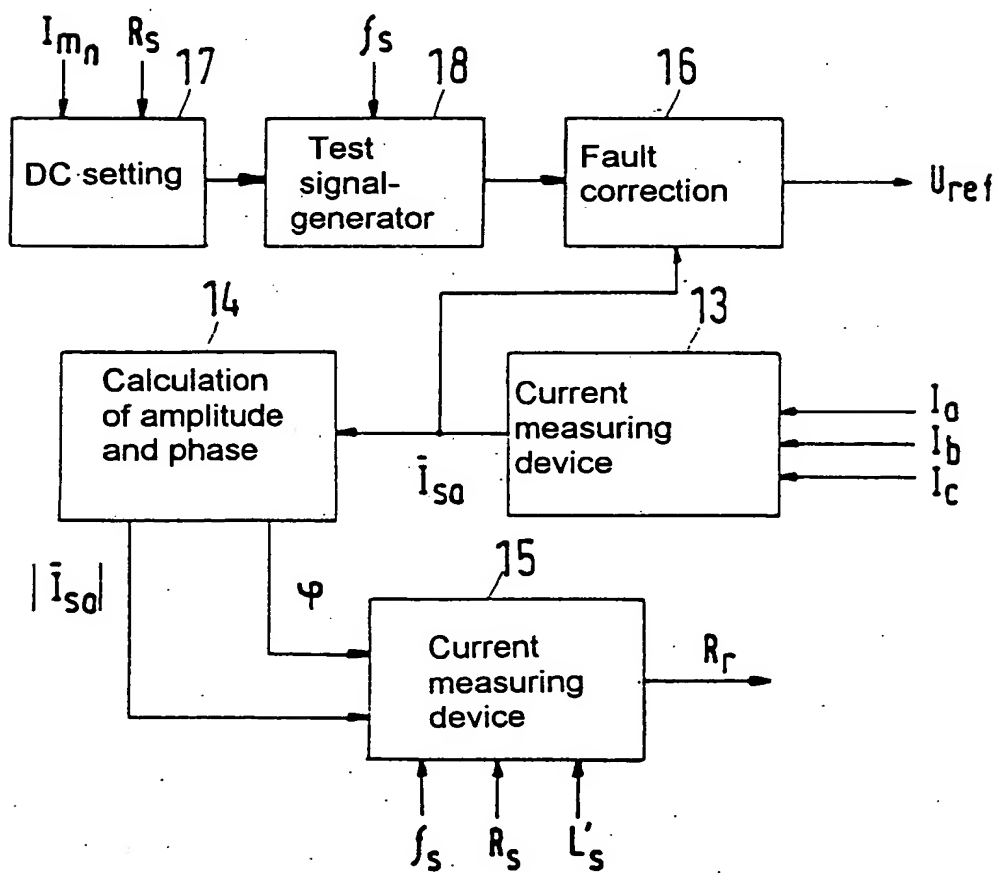 I_mn R_s f_s
17 18 16
DC setting
Test
signal-
generator
Fault
correction
U_ref
14 13
Calculation
of amplitude
and phase
Current
measuring
device
I_a
I_b
I_c
Ī_sa
|Ī_sa| φ
15
Current
measuring
device
R_r
f_s R_s L'_s